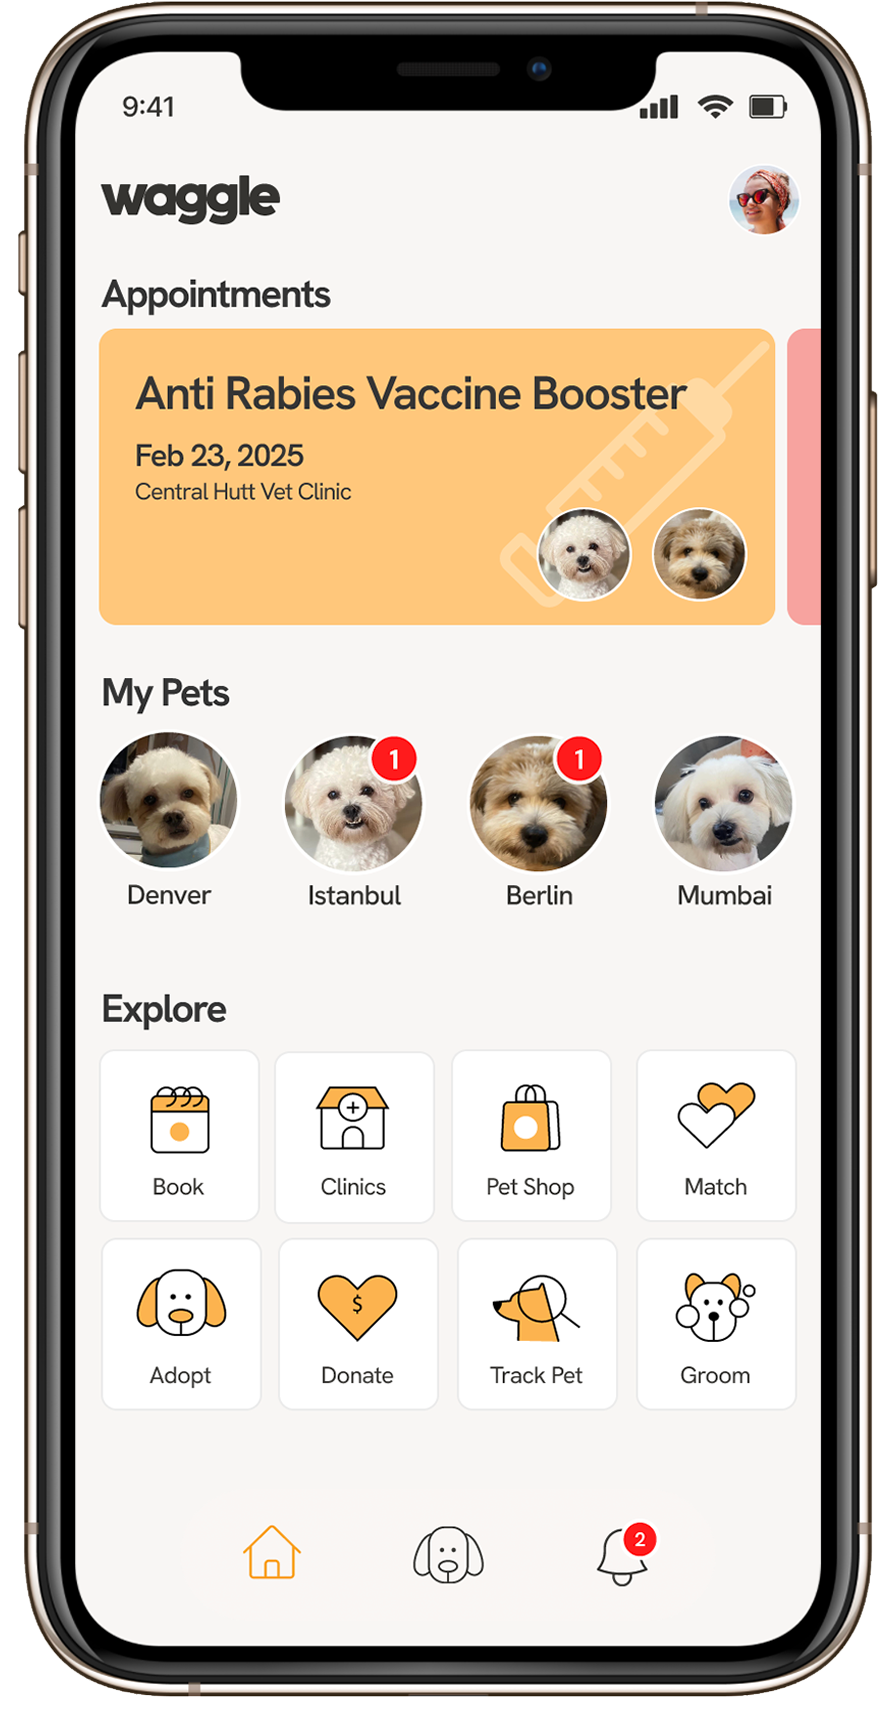 9:41
waggle
Appointments
Anti Rabies Vaccine Booster
Feb 23, 2025
Central Hutt Vet Clinic
My Pets
1
1
Denver
Istanbul
Berlin
Mumbai
Explore
Book
Clinics
Pet Shop
Match
$
Adopt
Donate
Track Pet
Groom
2